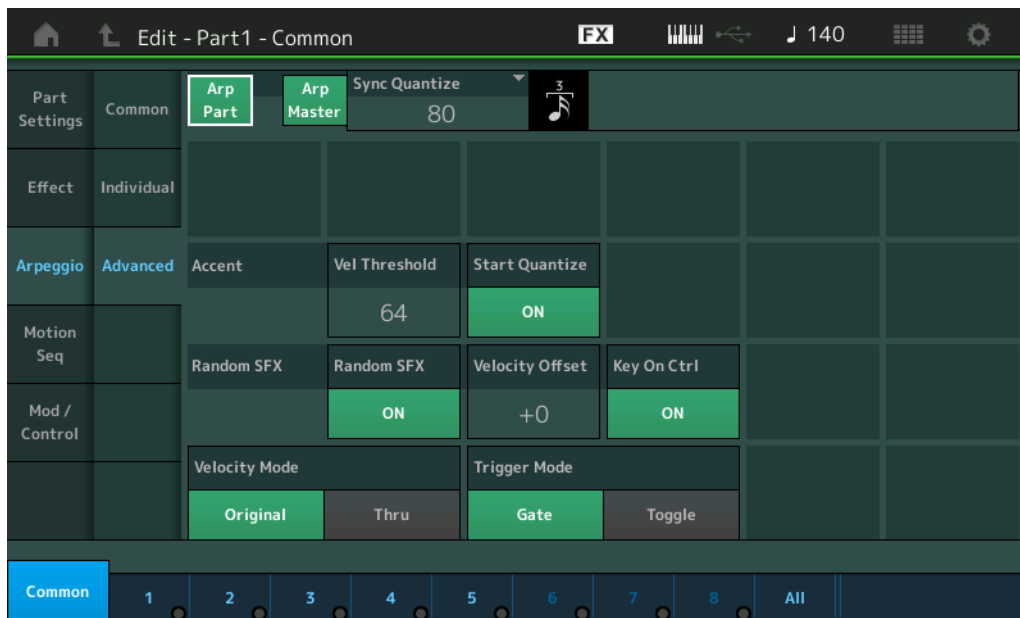 Edit - Part1 - Common
FX
♩ 140
Part Settings
Common
Arp Part
Arp Master
Sync Quantize
80
3
Effect
Individual
Arpeggio
Advanced
Accent
Vel Threshold
Start Quantize
64
ON
Motion Seq
Random SFX
Random SFX
Velocity Offset
Key On Ctrl
ON
+0
ON
Mod / Control
Velocity Mode
Trigger Mode
Original
Thru
Gate
Toggle
Common
1
2
3
4
5
6
7
8
All